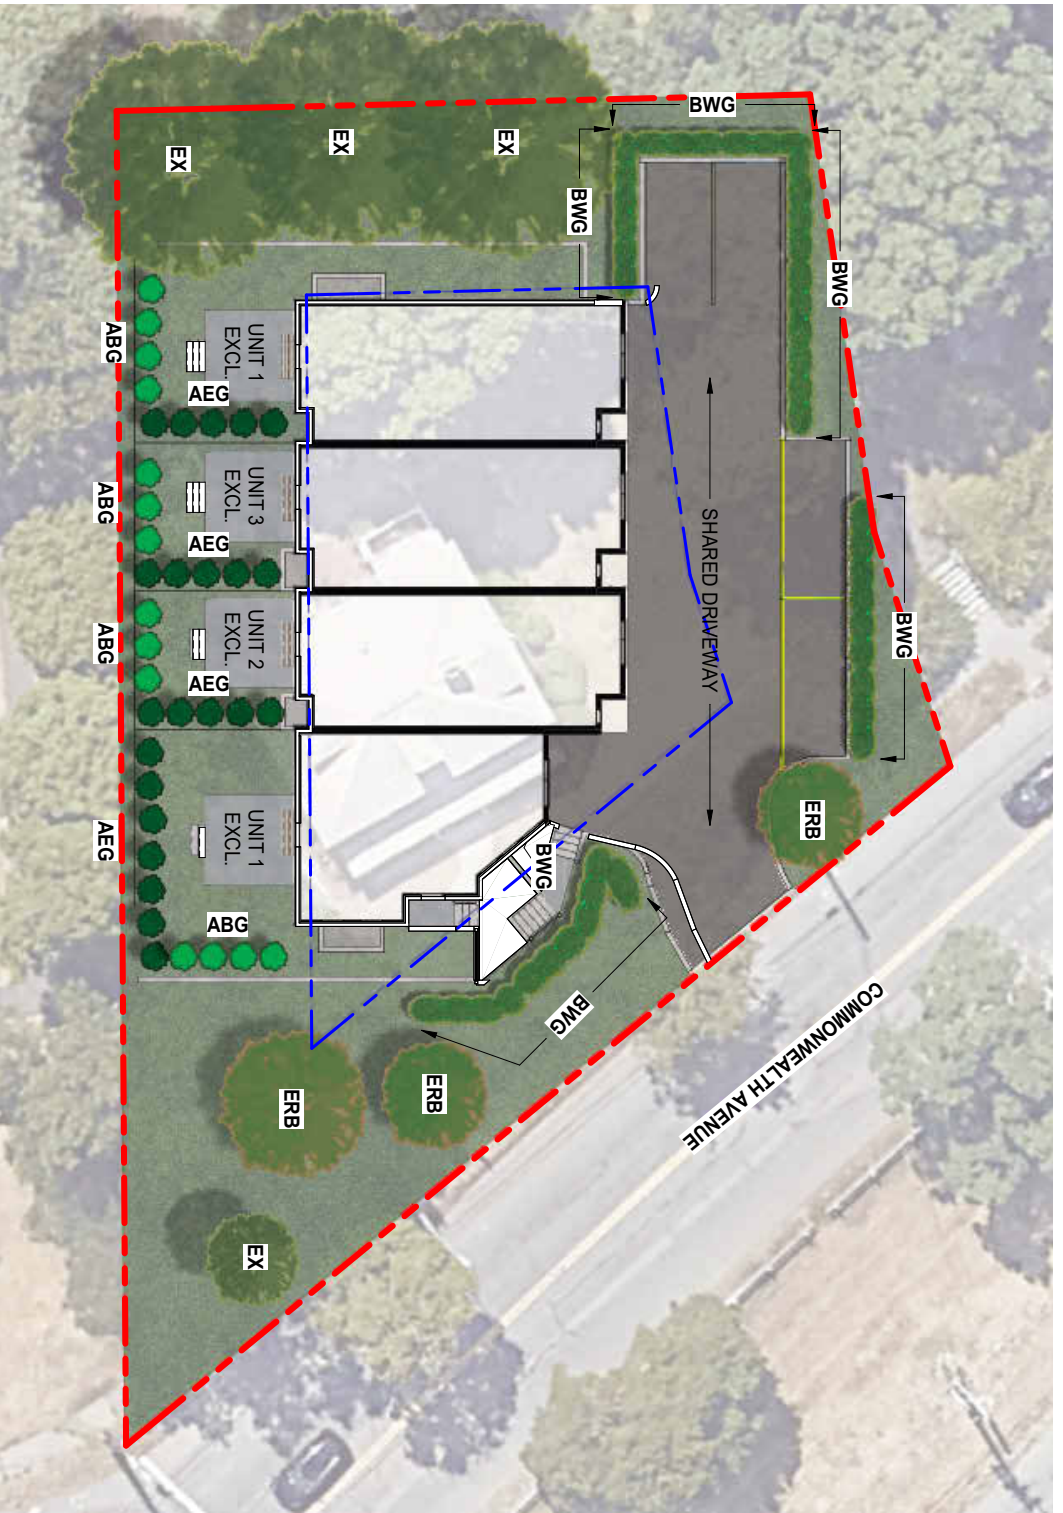 BWG
EX
EX
EX
BWG
BWG
ABG
UNIT 1
EXCL.
AEG
ABG
UNIT 3
EXCL.
AEG
SHARED DRIVEWAY
BWG
ABG
UNIT 2
EXCL.
AEG
ERB
AEG
UNIT 1
EXCL.
BWG
ABG
BWG
COMMONWEALTH AVENUE
ERB
ERB
EX